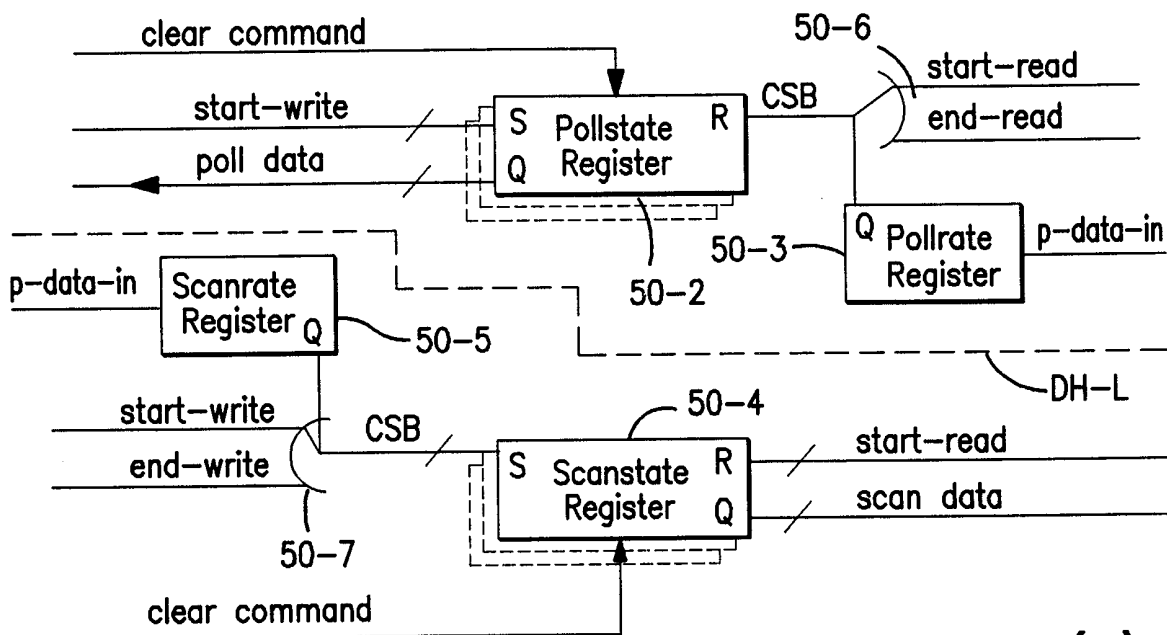 clear command
50-6
start-read
CSB
end-read
start-write
S
Pollstate
Register
R
Q
poll data
50-3
Q
Pollrate
Register
p-data-in
50-2
p-data-in
Scanrate
Register
Q
50-5
DH-L
50-4
start-write
CSB
end-write
S
Scanstate
Register
R
Q
start-read
scan data
50-7
clear command